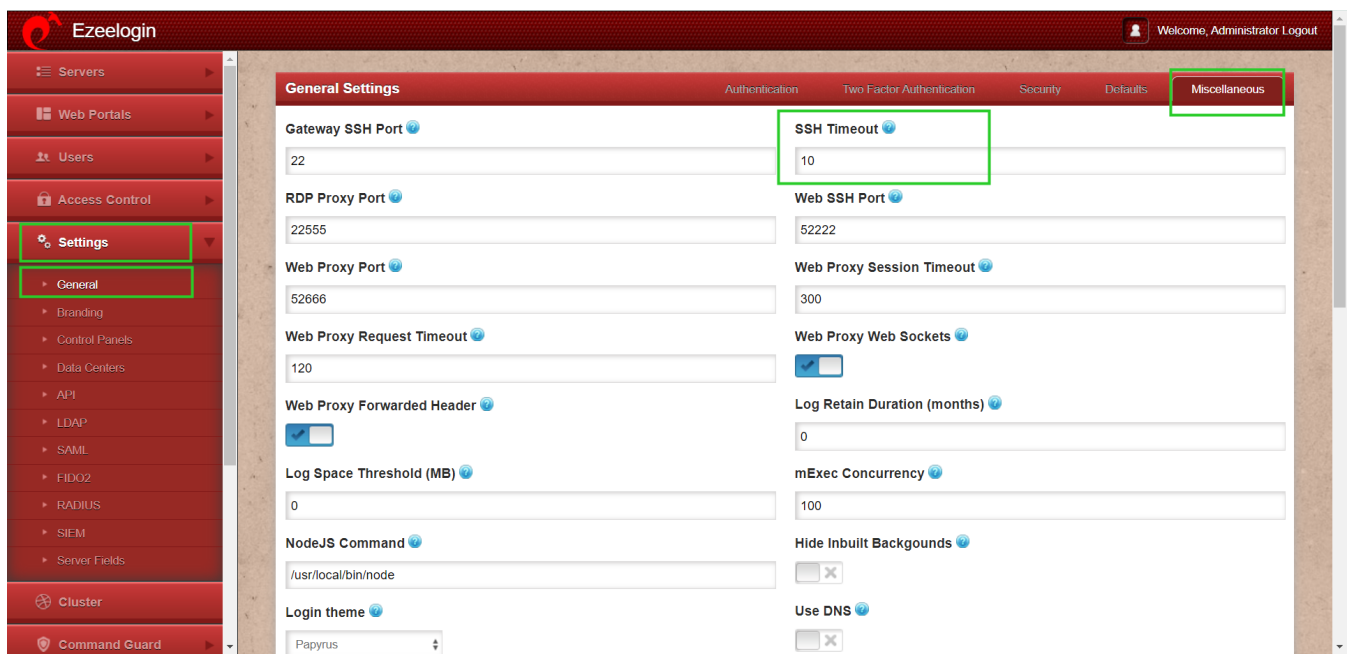 Ezeelogin
Welcome, Administrator Logout
Servers
Web Portals
Users
Access Control
Settings
General
Branding
Control Panels
Data Centers
API
LDAP
SAML
FIDO2
RADIUS
SIEM
Server Fields
Cluster
Command Guard
General Settings
Authentication
Two Factor Authentication
Security
Defaults
Miscellaneous
Gateway SSH Port
22
SSH Timeout
10
RDP Proxy Port
22555
Web SSH Port
52222
Web Proxy Port
52666
Web Proxy Session Timeout
300
Web Proxy Request Timeout
120
Web Proxy Web Sockets
Web Proxy Forwarded Header
Log Retain Duration (months)
0
Log Space Threshold (MB)
0
mExec Concurrency
100
NodeJS Command
/usr/local/bin/node
Hide Inbuilt Backgounds
Login theme
Papyrus
Use DNS